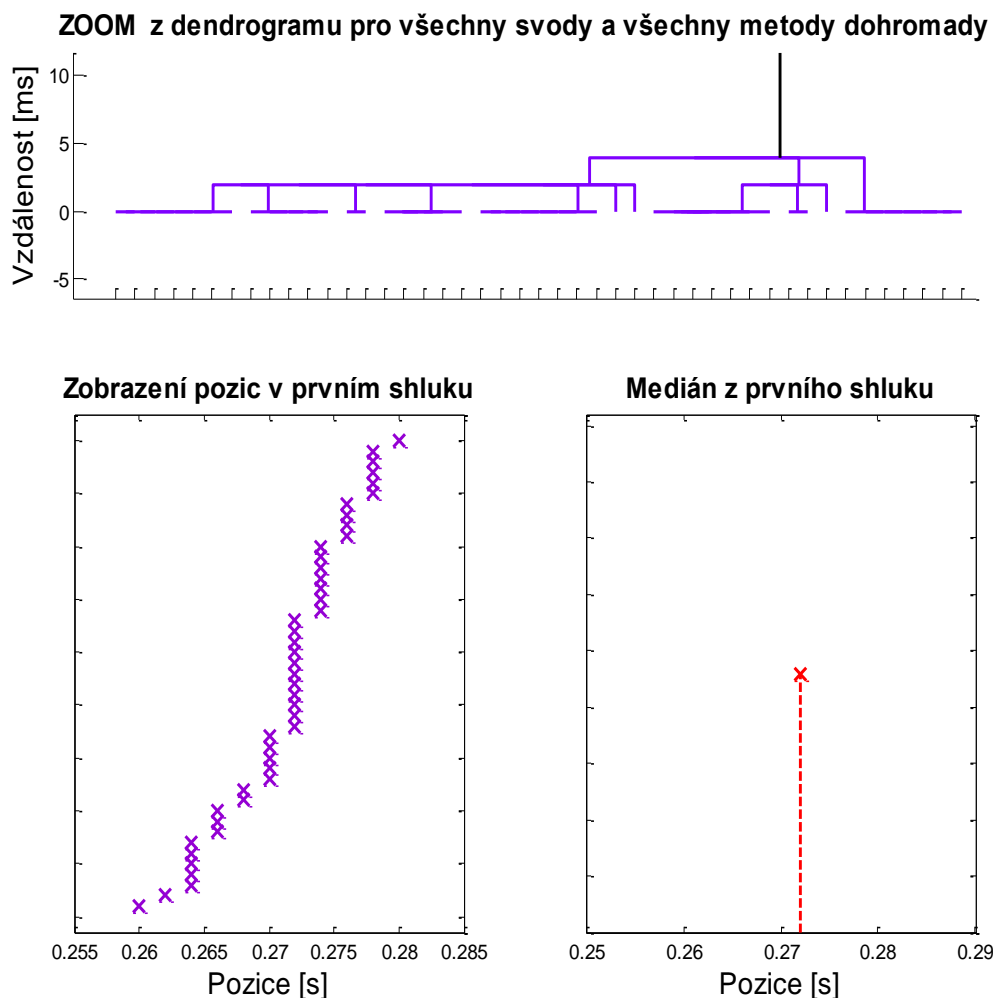 ZOOM z dendrogramu pro všechny svody a všechny metody dohromady
Vzdálenost [ms]
10
5
0
-5
Zobrazení pozic v prvním shluku
0.255 0.26 0.265 0.27 0.275 0.28 0.285
Pozice [s]
Medián z prvního shluku
0.25 0.26 0.27 0.28 0.29
Pozice [s]